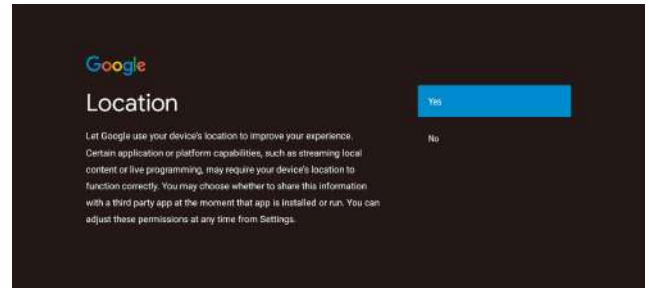 Google
Location
Let Google use your device's location to improve your experience.
Certain application or platform capabilities, such as streaming local
content or live programming, may require your device's location to
function correctly. You may choose whether to share this information
with a third party app at the moment that app is installed or run. You can
adjust these permissions at any time from Settings.
Yes
No